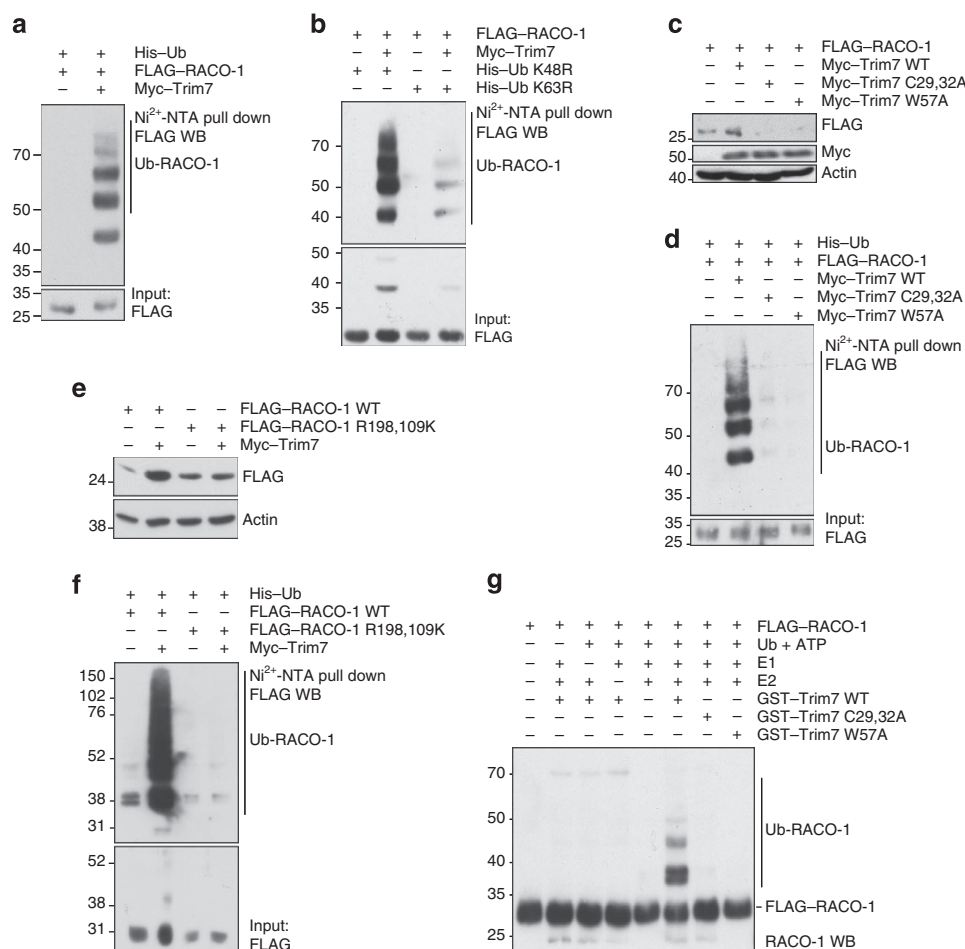 a
+ + His–Ub
+ + FLAG–RACO-1
– + Myc–Trim7
Ni2+-NTA pull down
FLAG WB
Ub-RACO-1
70
50
40
35
35
25
Input:
FLAG
b
+ + + + FLAG–RACO-1
– + – + Myc–Trim7
+ + – – His–Ub K48R
– – + + His–Ub K63R
Ni2+-NTA pull down
FLAG WB
Ub-RACO-1
70
50
40
50
40
35
Input:
FLAG
c
+ + + + FLAG–RACO-1
– + – – Myc–Trim7 WT
– – + – Myc–Trim7 C29,32A
– – – + Myc–Trim7 W57A
25 FLAG
50 Myc
40 Actin
d
+ + + + His–Ub
+ + + + FLAG–RACO-1
– + – – Myc–Trim7 WT
– – + – Myc–Trim7 C29,32A
– – – + Myc–Trim7 W57A
Ni2+-NTA pull down
FLAG WB
Ub-RACO-1
70
50
40
35
35
25
Input:
FLAG
e
+ + – – FLAG–RACO-1 WT
– – + + FLAG–RACO-1 R198,109K
– + – + Myc–Trim7
24 FLAG
38 Actin
f
+ + + + His–Ub
+ + – – FLAG–RACO-1 WT
– – + + FLAG–RACO-1 R198,109K
– + – + Myc–Trim7
Ni2+-NTA pull down
FLAG WB
Ub-RACO-1
150
102
76
52
38
31
52
38
31
Input:
FLAG
g
+ + + + + + + + FLAG–RACO-1
– – + + + + + + Ub + ATP
– + – + + + + + E1
– + + – + + + + E2
– + + + – + – – GST–Trim7 WT
– – – – – – + – GST–Trim7 C29,32A
– – – – – – – + GST–Trim7 W57A
70
50
40
35
25
Ub-RACO-1
FLAG–RACO-1
RACO-1 WB